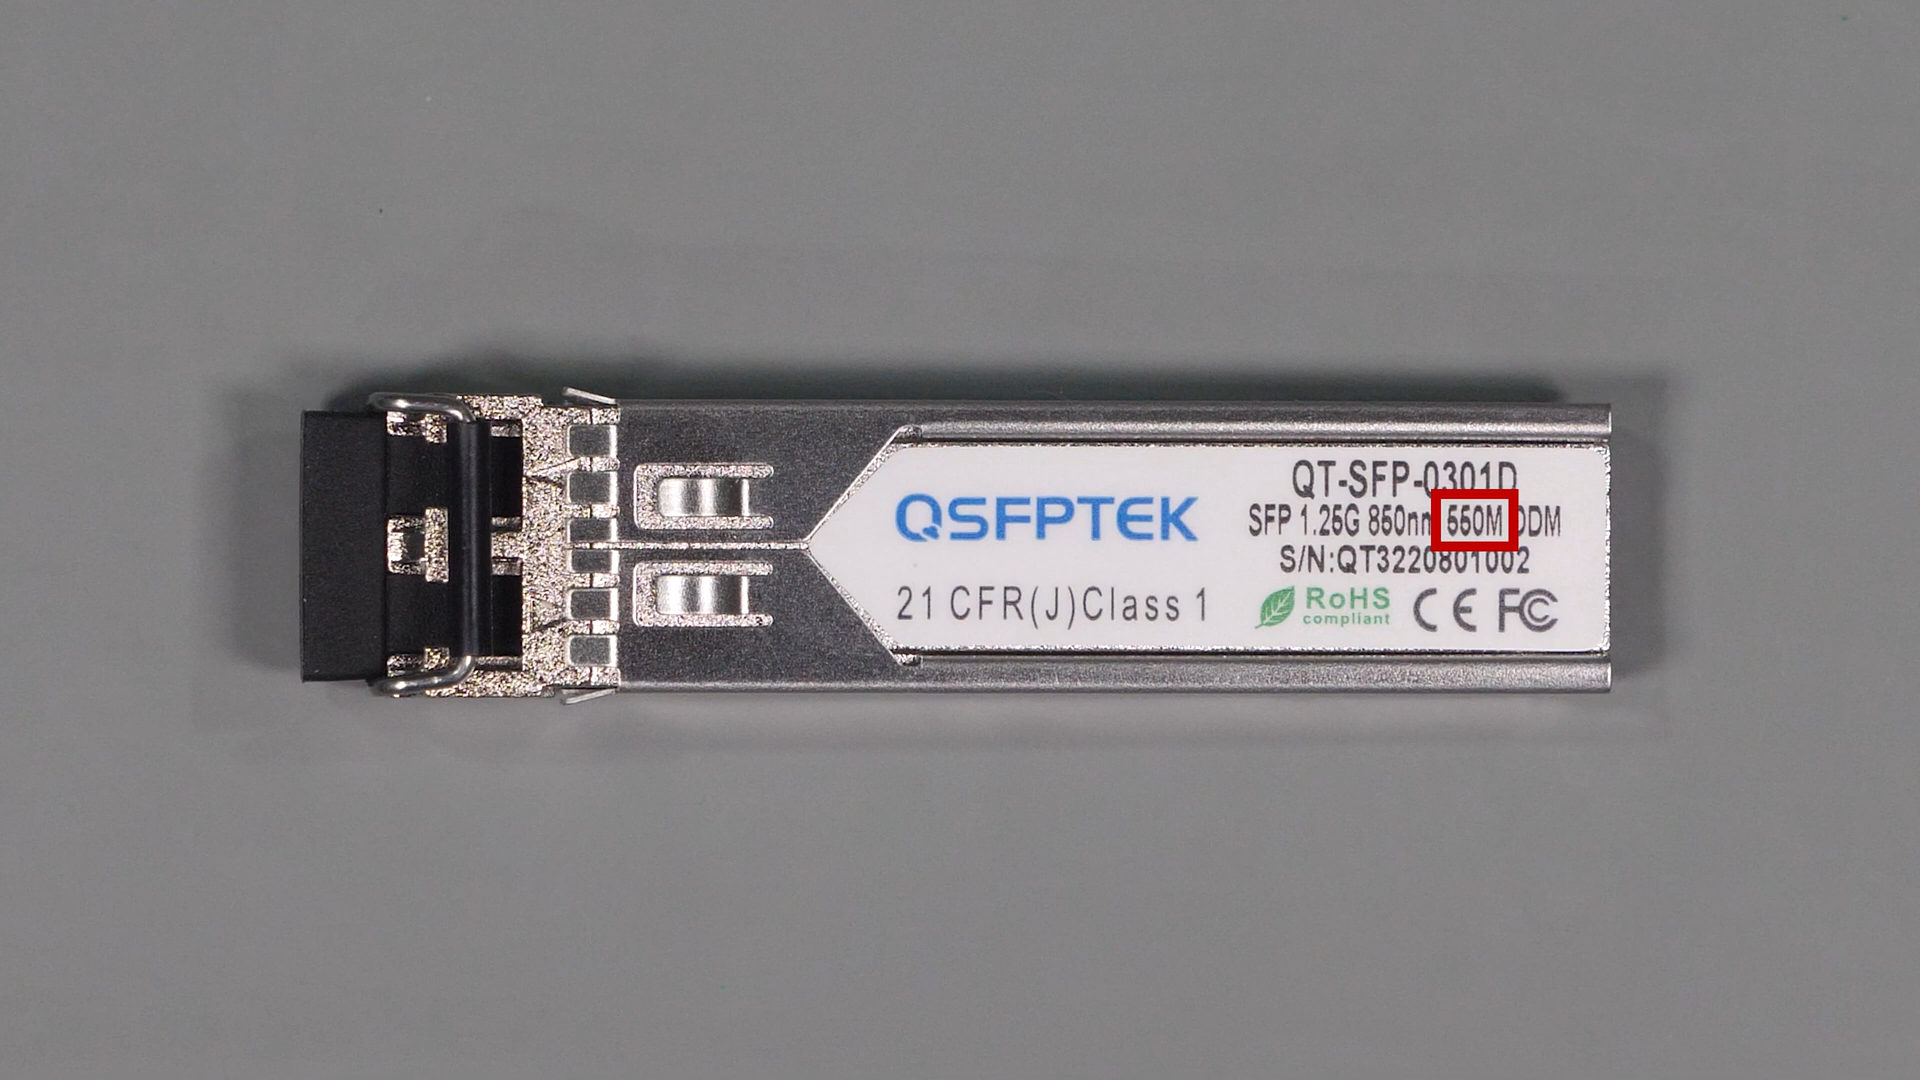 QSFPTEK
21 CFR(J)Class 1
QT-SFP-0301D
SFP 1.25G 850nm 550M DDM
S/N:QT3220801002
RoHS
compliant
CE FC